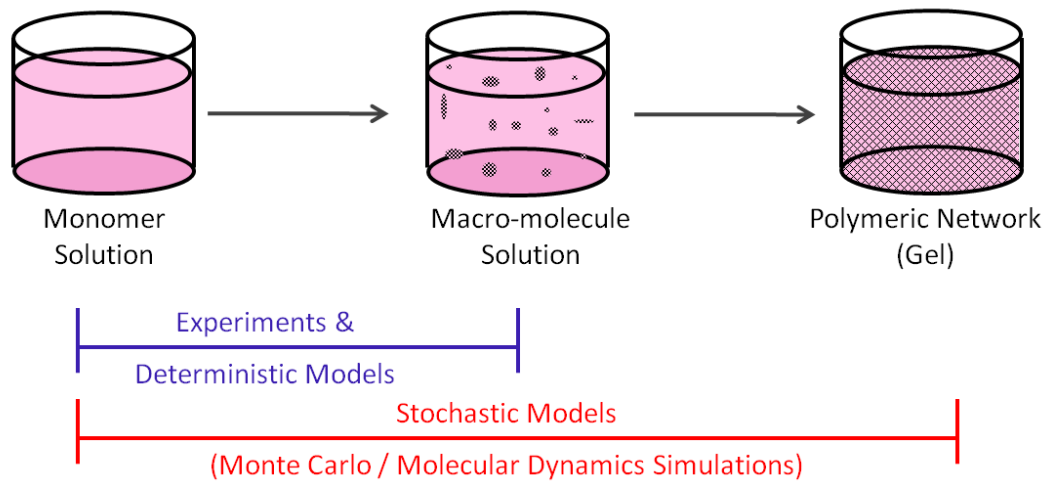 Monomer
Solution
Macro-molecule
Solution
Polymeric Network
(Gel)
Experiments &
Deterministic Models
Stochastic Models
(Monte Carlo / Molecular Dynamics Simulations)